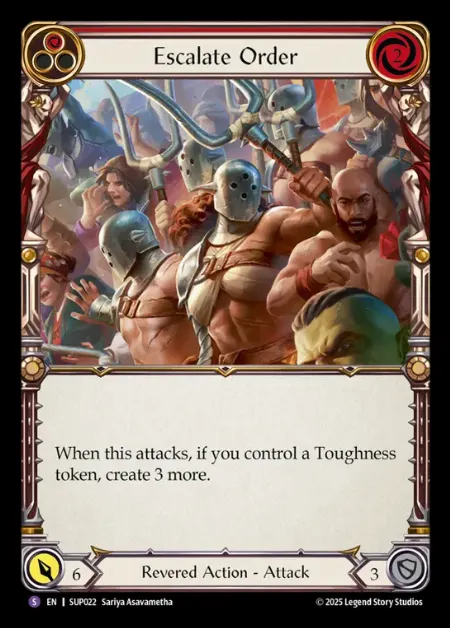 Escalate Order
2
When this attacks, if you control a Toughness
token, create 3 more.
6
Revered Action - Attack
3
S EN | SUP022 Sariya Asavametha
© 2025 Legend Story Studios